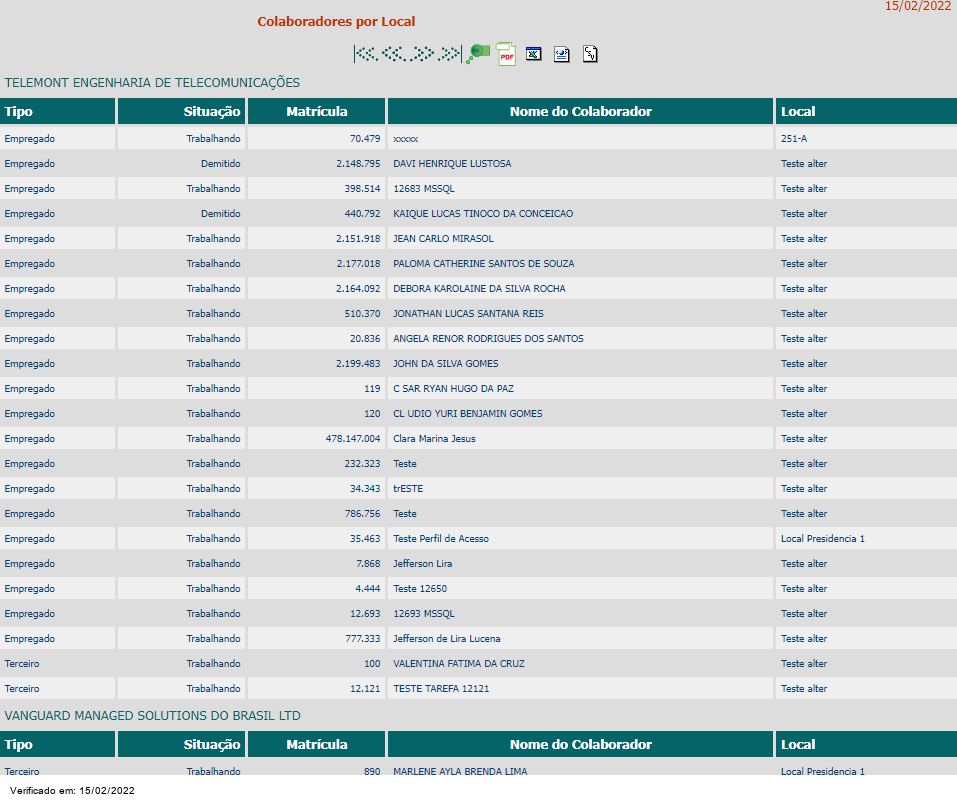 15/02/2022
Colaboradores por Local
PDF
TELEMONT ENGENHARIA DE TELECOMUNICAÇÕES
Tipo Situação Matrícula Nome do Colaborador Local
Empregado Trabalhando 70.479 xxxxx 251-A
Empregado Demitido 2.148.795 DAVI HENRIQUE LUSTOSA Teste alter
Empregado Trabalhando 398.514 12683 MSSQL Teste alter
Empregado Demitido 440.792 KAIQUE LUCAS TINOCO DA CONCEICAO Teste alter
Empregado Trabalhando 2.151.918 JEAN CARLO MIRASOL Teste alter
Empregado Trabalhando 2.177.018 PALOMA CATHERINE SANTOS DE SOUZA Teste alter
Empregado Trabalhando 2.164.092 DEBORA KAROLAINE DA SILVA ROCHA Teste alter
Empregado Trabalhando 510.370 JONATHAN LUCAS SANTANA REIS Teste alter
Empregado Trabalhando 20.836 ANGELA RENOR RODRIGUES DOS SANTOS Teste alter
Empregado Trabalhando 2.199.483 JOHN DA SILVA GOMES Teste alter
Empregado Trabalhando 119 C SAR RYAN HUGO DA PAZ Teste alter
Empregado Trabalhando 120 CL UDIO YURI BENJAMIN GOMES Teste alter
Empregado Trabalhando 478.147.004 Clara Marina Jesus Teste alter
Empregado Trabalhando 232.323 Teste Teste alter
Empregado Trabalhando 34.343 trESTE Teste alter
Empregado Trabalhando 786.756 Teste Teste alter
Empregado Trabalhando 35.463 Teste Perfil de Acesso Local Presidencia 1
Empregado Trabalhando 7.868 Jefferson Lira Teste alter
Empregado Trabalhando 4.444 Teste 12650 Teste alter
Empregado Trabalhando 12.693 12693 MSSQL Teste alter
Empregado Trabalhando 777.333 Jefferson de Lira Lucena Teste alter
Terceiro Trabalhando 100 VALENTINA FATIMA DA CRUZ Teste alter
Terceiro Trabalhando 12.121 TESTE TAREFA 12121 Teste alter
VANGUARD MANAGED SOLUTIONS DO BRASIL LTD
Tipo Situação Matrícula Nome do Colaborador Local
Terceiro Trabalhando 890 MARLENE AYLA BRENDA LIMA Local Presidencia 1
Verificado em: 15/02/2022